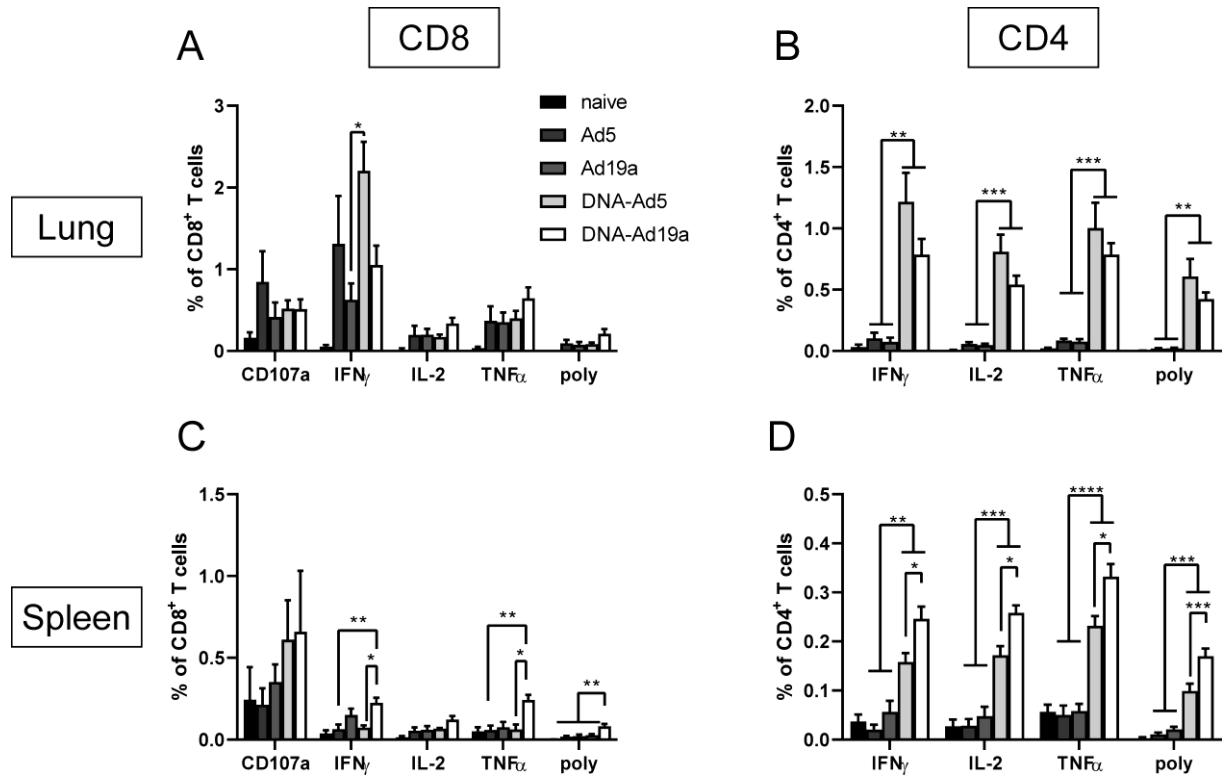 CD8
CD4
Lung
Spleen
A
naive
Ad5
Ad19a
DNA-Ad5
DNA-Ad19a
% of CD8⁺ T cells
3
2
1
0
*
CD107a IFNγ IL-2 TNFα poly
B
% of CD4⁺ T cells
2.0
1.5
1.0
0.5
0.0
** *** *** **
IFNγ IL-2 TNFα poly
C
% of CD8⁺ T cells
1.5
1.0
0.5
0.0
** ** **
* *
CD107a IFNγ IL-2 TNFα poly
D
% of CD4⁺ T cells
0.5
0.4
0.3
0.2
0.1
0.0
** *** **** ***
* * * ***
IFNγ IL-2 TNFα poly